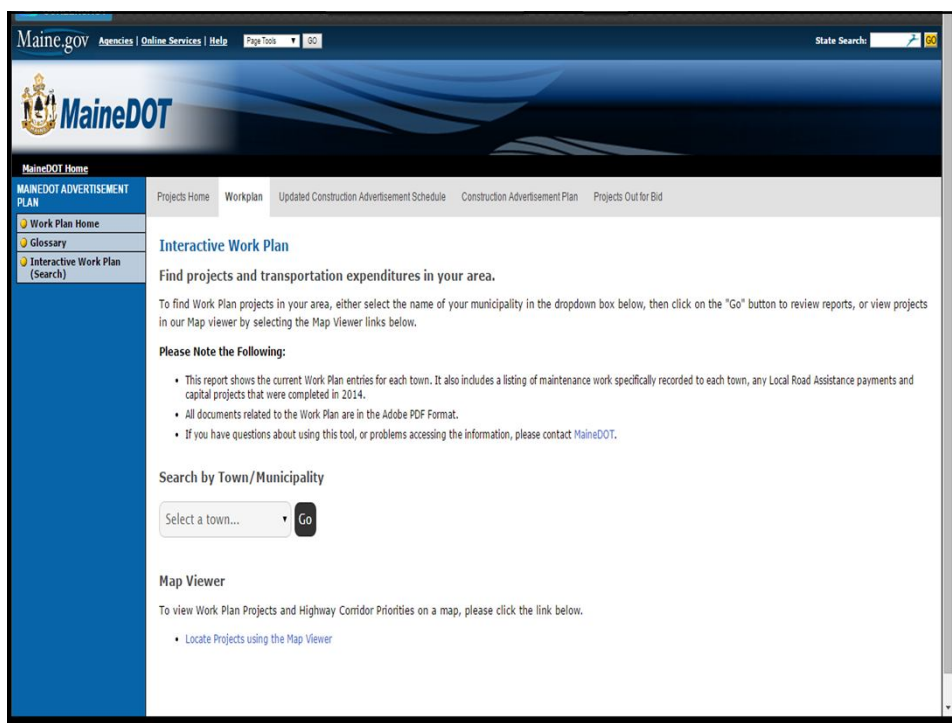 Maine.gov Agencies | Online Services | Help Page Tools GO State Search: GO
MaineDOT
MaineDOT Home
MAINEDOT ADVERTISEMENT
PLAN
Work Plan Home
Glossary
Interactive Work Plan
(Search)
Projects Home Workplan Updated Construction Advertisement Schedule Construction Advertisement Plan Projects Out for Bid
Interactive Work Plan
Find projects and transportation expenditures in your area.
To find Work Plan projects in your area, either select the name of your municipality in the dropdown box below, then click on the "Go" button to review reports, or view projects
in our Map viewer by selecting the Map Viewer links below.
Please Note the Following:
• This report shows the current Work Plan entries for each town. It also includes a listing of maintenance work specifically recorded to each town, any Local Road Assistance payments and
capital projects that were completed in 2014.
• All documents related to the Work Plan are in the Adobe PDF Format.
• If you have questions about using this tool, or problems accessing the information, please contact MaineDOT.
Search by Town/Municipality
Select a town... Go
Map Viewer
To view Work Plan Projects and Highway Corridor Priorities on a map, please click the link below.
• Locate Projects using the Map Viewer